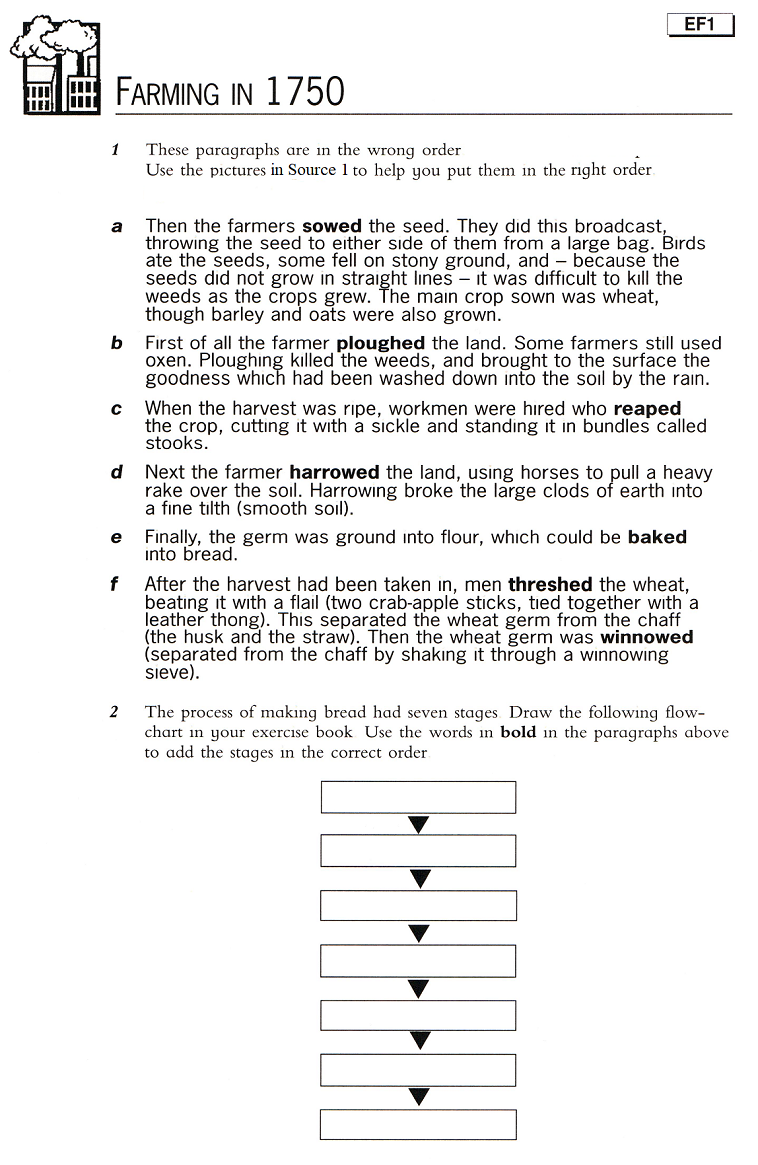 EF1
FARMING IN 1750
1 These paragraphs are in the wrong order
Use the pictures in Source 1 to help you put them in the right order
a Then the farmers sowed the seed. They did this broadcast,
throwing the seed to either side of them from a large bag. Birds
ate the seeds, some fell on stony ground, and – because the
seeds did not grow in straight lines – it was difficult to kill the
weeds as the crops grew. The main crop sown was wheat,
though barley and oats were also grown.
b First of all the farmer ploughed the land. Some farmers still used
oxen. Ploughing killed the weeds, and brought to the surface the
goodness which had been washed down into the soil by the rain.
c When the harvest was ripe, workmen were hired who reaped
the crop, cutting it with a sickle and standing it in bundles called
stooks.
d Next the farmer harrowed the land, using horses to pull a heavy
rake over the soil. Harrowing broke the large clods of earth into
a fine tilth (smooth soil).
e Finally, the germ was ground into flour, which could be baked
into bread.
f After the harvest had been taken in, men threshed the wheat,
beating it with a flail (two crab-apple sticks, tied together with a
leather thong). This separated the wheat germ from the chaff
(the husk and the straw). Then the wheat germ was winnowed
(separated from the chaff by shaking it through a winnowing
sieve).
2 The process of making bread had seven stages Draw the following flow-
chart in your exercise book Use the words in bold in the paragraphs above
to add the stages in the correct order